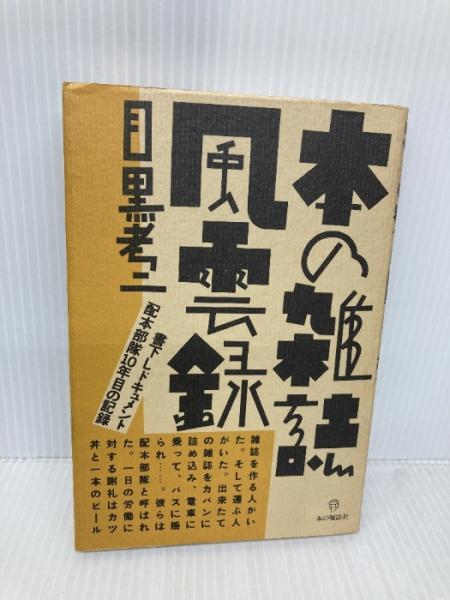 本の雑誌
風雲録
目黒考二
書下しドキュメント
配本部隊10年目の記録
雑誌を作る人がい
た。そして運ぶ人
がいた。出来たて
の雑誌をカバンに
詰め込み、電車に
乗って、バスに揺
られ……。彼らは
配本部隊と呼ばれ
た。一日の労働に
対する謝礼はカツ
丼と一本のビール
本の雑誌社